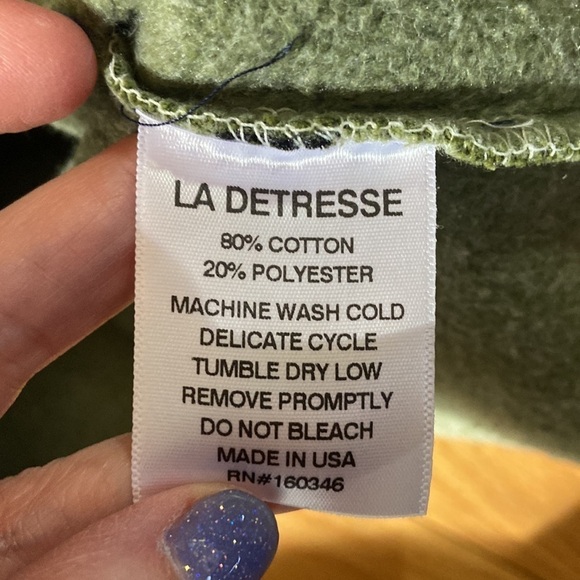 LA DETRESSE
80% COTTON
20% POLYESTER
MACHINE WASH COLD
DELICATE CYCLE
TUMBLE DRY LOW
REMOVE PROMPTLY
DO NOT BLEACH
MADE IN USA
RN#160346